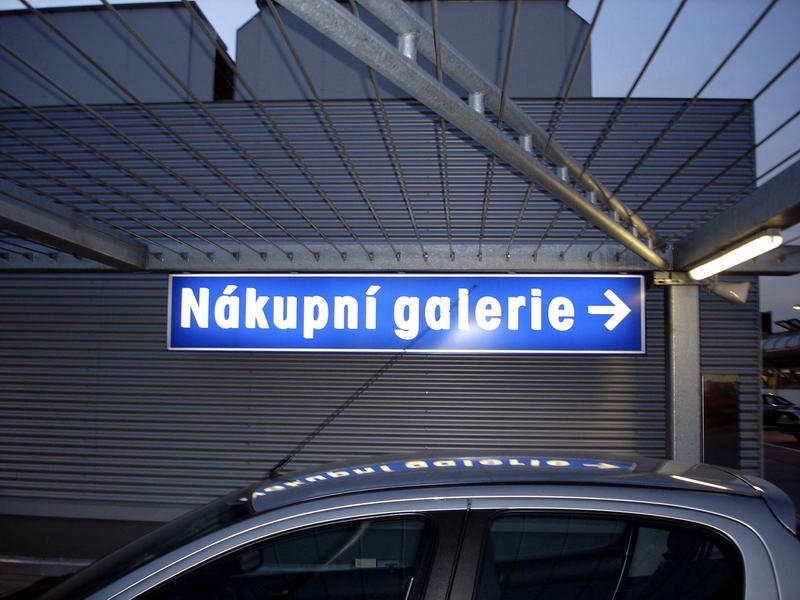 Nákupní galerie →